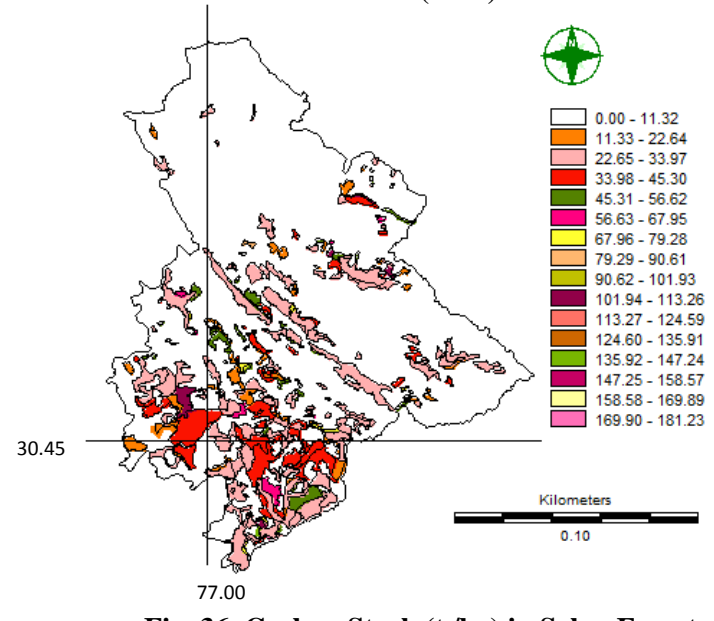 0.00 - 11.32
11.33 - 22.64
22.65 - 33.97
33.98 - 45.30
45.31 - 56.62
56.63 - 67.95
67.96 - 79.28
79.29 - 90.61
90.62 - 101.93
101.94 - 113.26
113.27 - 124.59
124.60 - 135.91
135.92 - 147.24
147.25 - 158.57
158.58 - 169.89
169.90 - 181.23
30.45
Kilometers
0.10
77.00